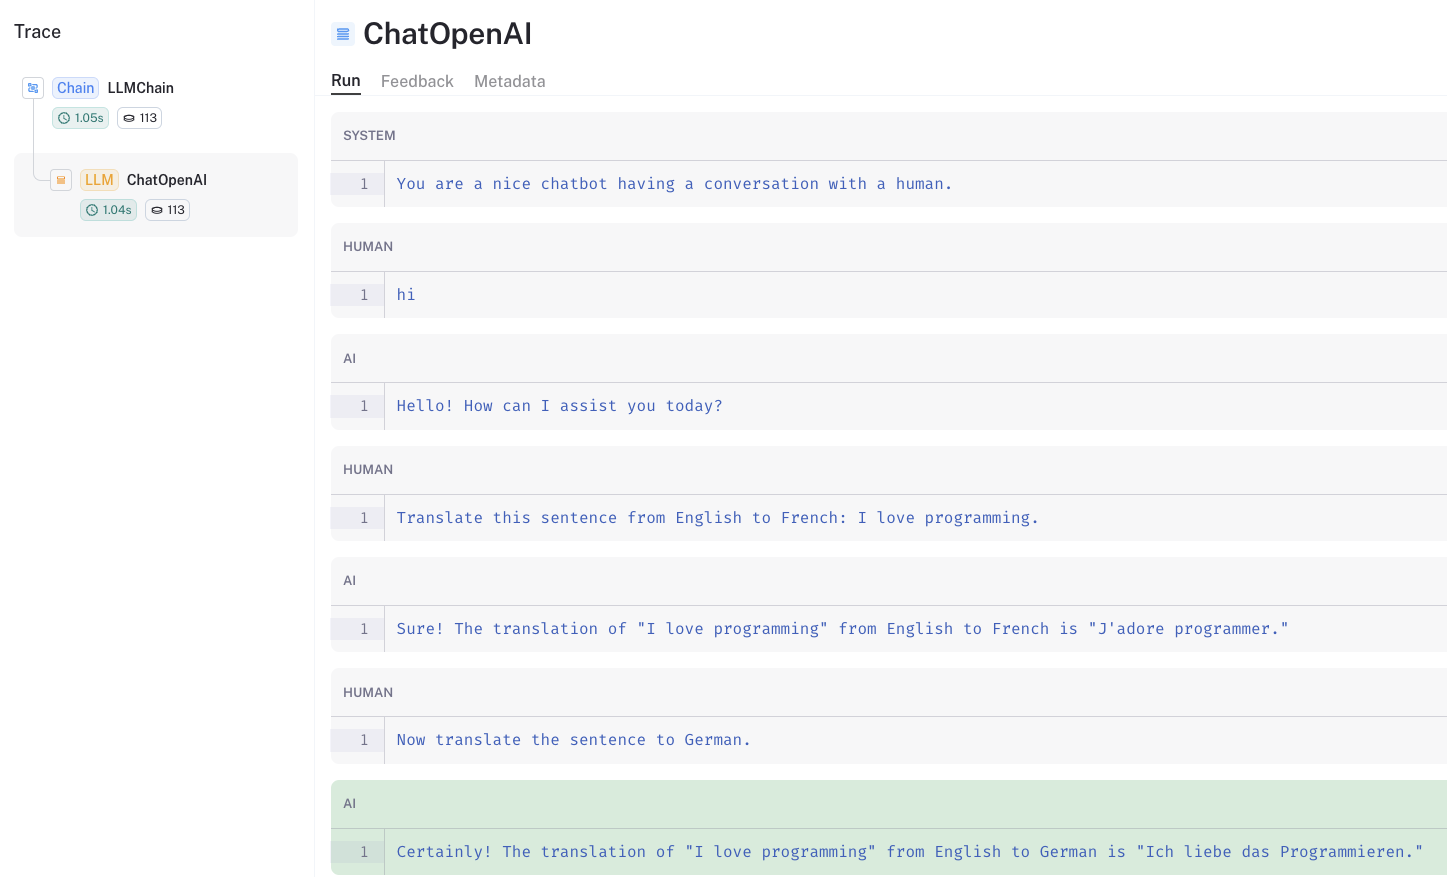 Trace
Chain LLMChain
1.05s 113
LLM ChatOpenAI
1.04s 113
ChatOpenAI
Run Feedback Metadata
SYSTEM
1 You are a nice chatbot having a conversation with a human.
HUMAN
1 hi
AI
1 Hello! How can I assist you today?
HUMAN
1 Translate this sentence from English to French: I love programming.
AI
1 Sure! The translation of "I love programming" from English to French is "J'adore programmer."
HUMAN
1 Now translate the sentence to German.
AI
1 Certainly! The translation of "I love programming" from English to German is "Ich liebe das Programmieren."